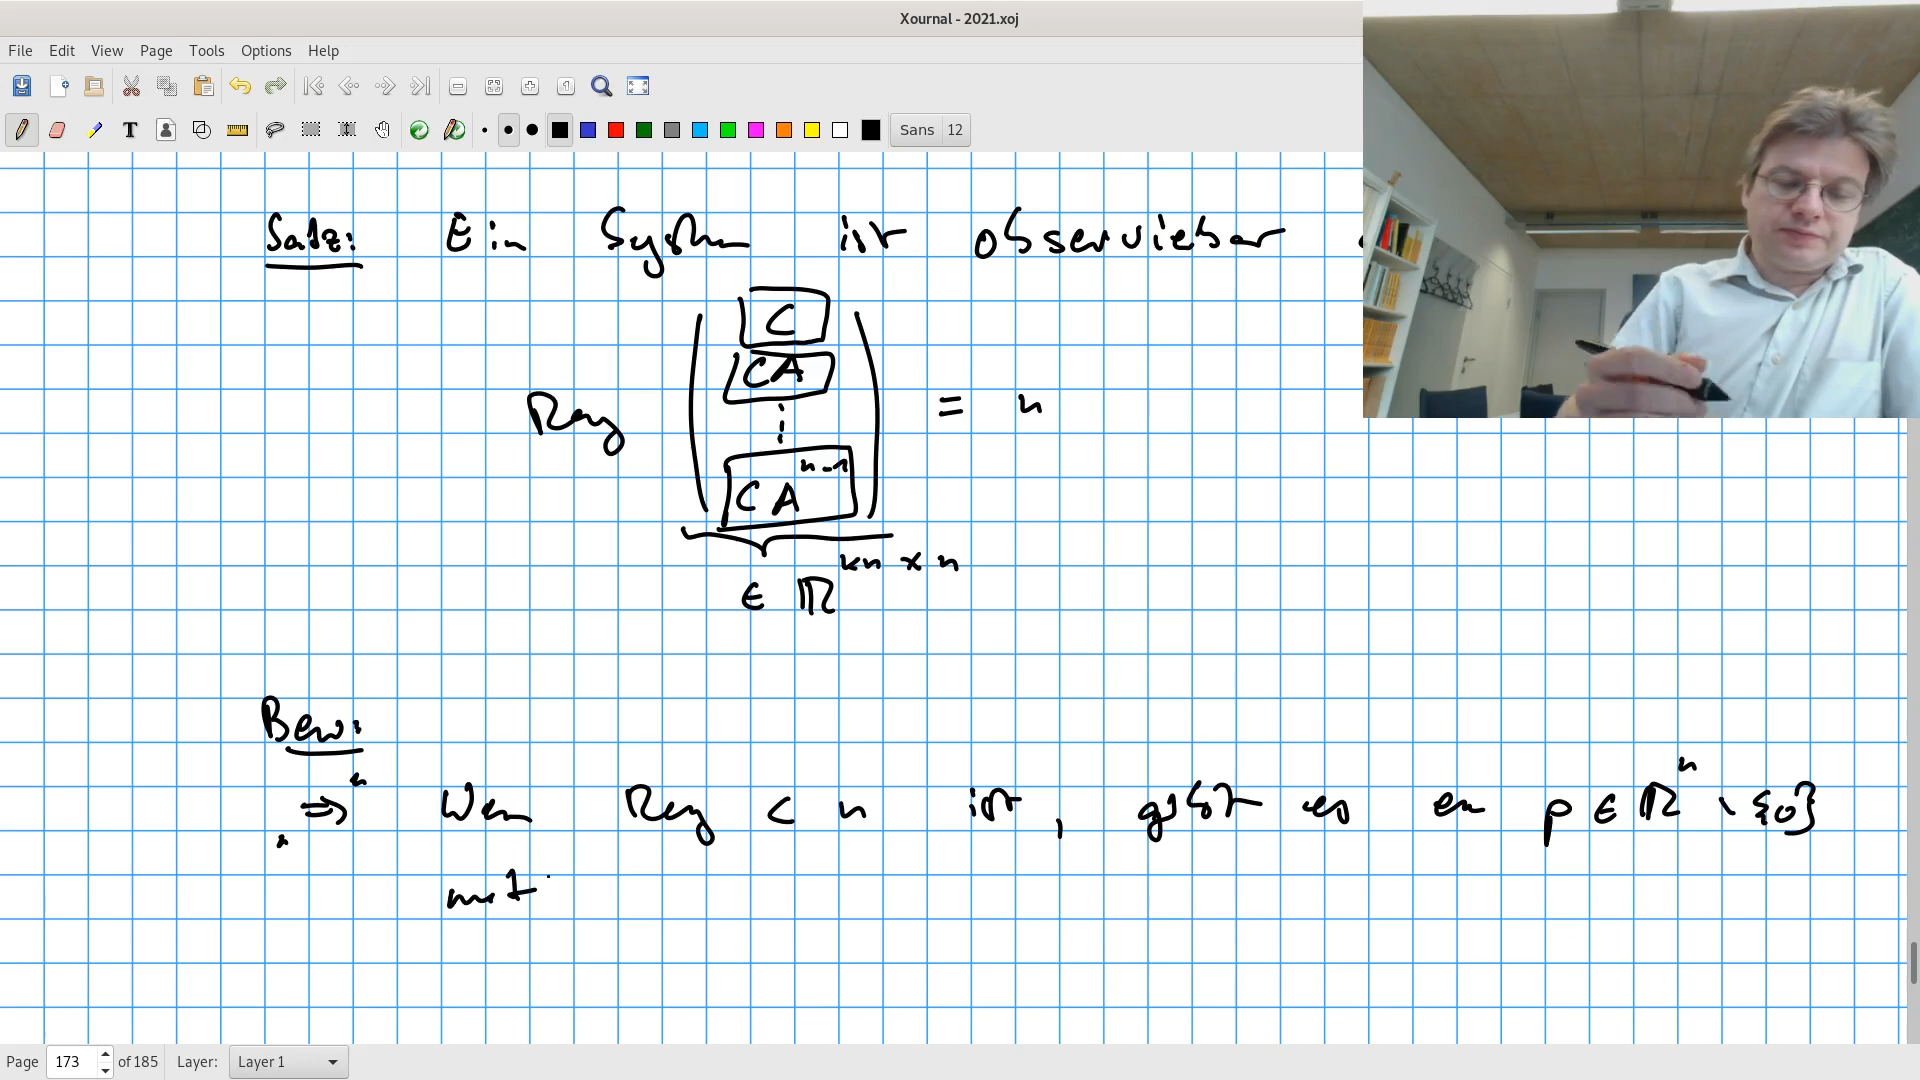 Xournal - 2021.xoj
File Edit View Page Tools Options Help
Sans 12
Satz: Ein System ist observierbar
C
CA
Rang = n
C A^{n-1}
∈ ℝ^{kn × n}
Bew:
"⇒" Wenn Rang < n ist, gibt es ein p ∈ ℝ^n \ {0}
mit
Page 173 of 185 Layer: Layer 1